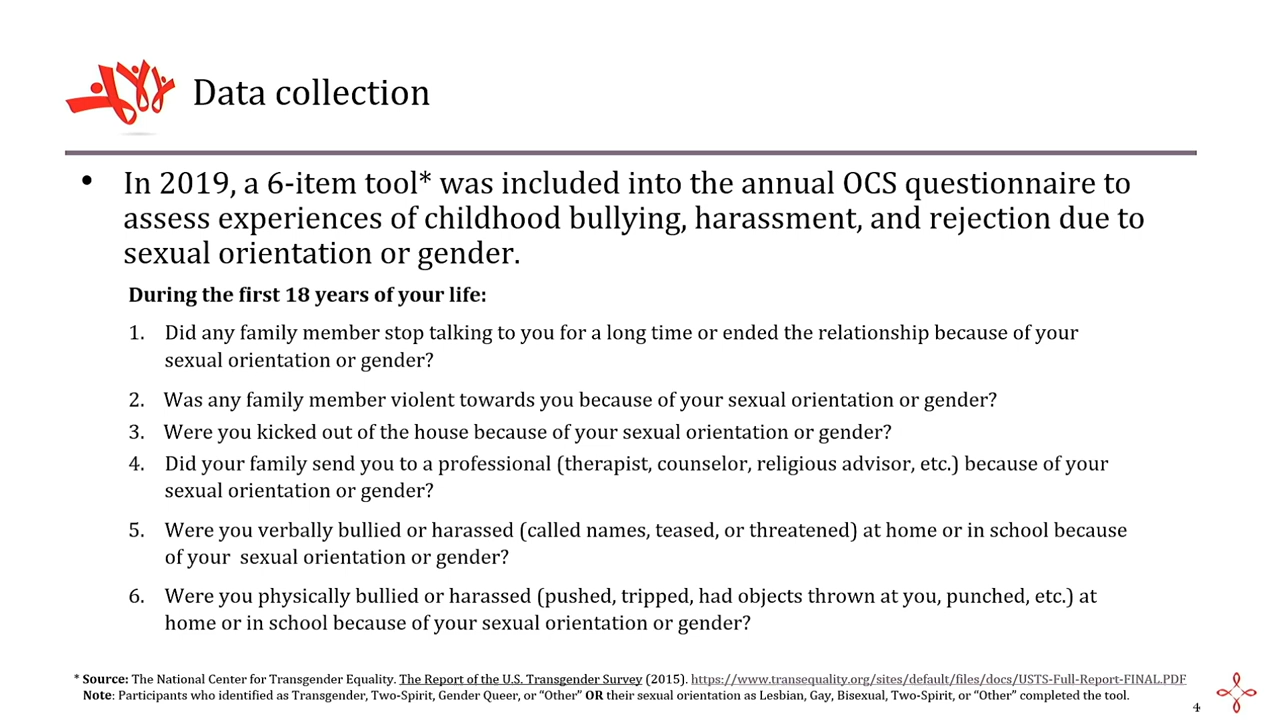 Data collection
• In 2019, a 6-item tool* was included into the annual OCS questionnaire to
assess experiences of childhood bullying, harassment, and rejection due to
sexual orientation or gender.
During the first 18 years of your life:
1. Did any family member stop talking to you for a long time or ended the relationship because of your
sexual orientation or gender?
2. Was any family member violent towards you because of your sexual orientation or gender?
3. Were you kicked out of the house because of your sexual orientation or gender?
4. Did your family send you to a professional (therapist, counselor, religious advisor, etc.) because of your
sexual orientation or gender?
5. Were you verbally bullied or harassed (called names, teased, or threatened) at home or in school because
of your  sexual orientation or gender?
6. Were you physically bullied or harassed (pushed, tripped, had objects thrown at you, punched, etc.) at
home or in school because of your sexual orientation or gender?
* Source: The National Center for Transgender Equality. The Report of the U.S. Transgender Survey (2015). https://www.transequality.org/sites/default/files/docs/USTS-Full-Report-FINAL.PDF
Note: Participants who identified as Transgender, Two-Spirit, Gender Queer, or “Other” OR their sexual orientation as Lesbian, Gay, Bisexual, Two-Spirit, or “Other” completed the tool.
4